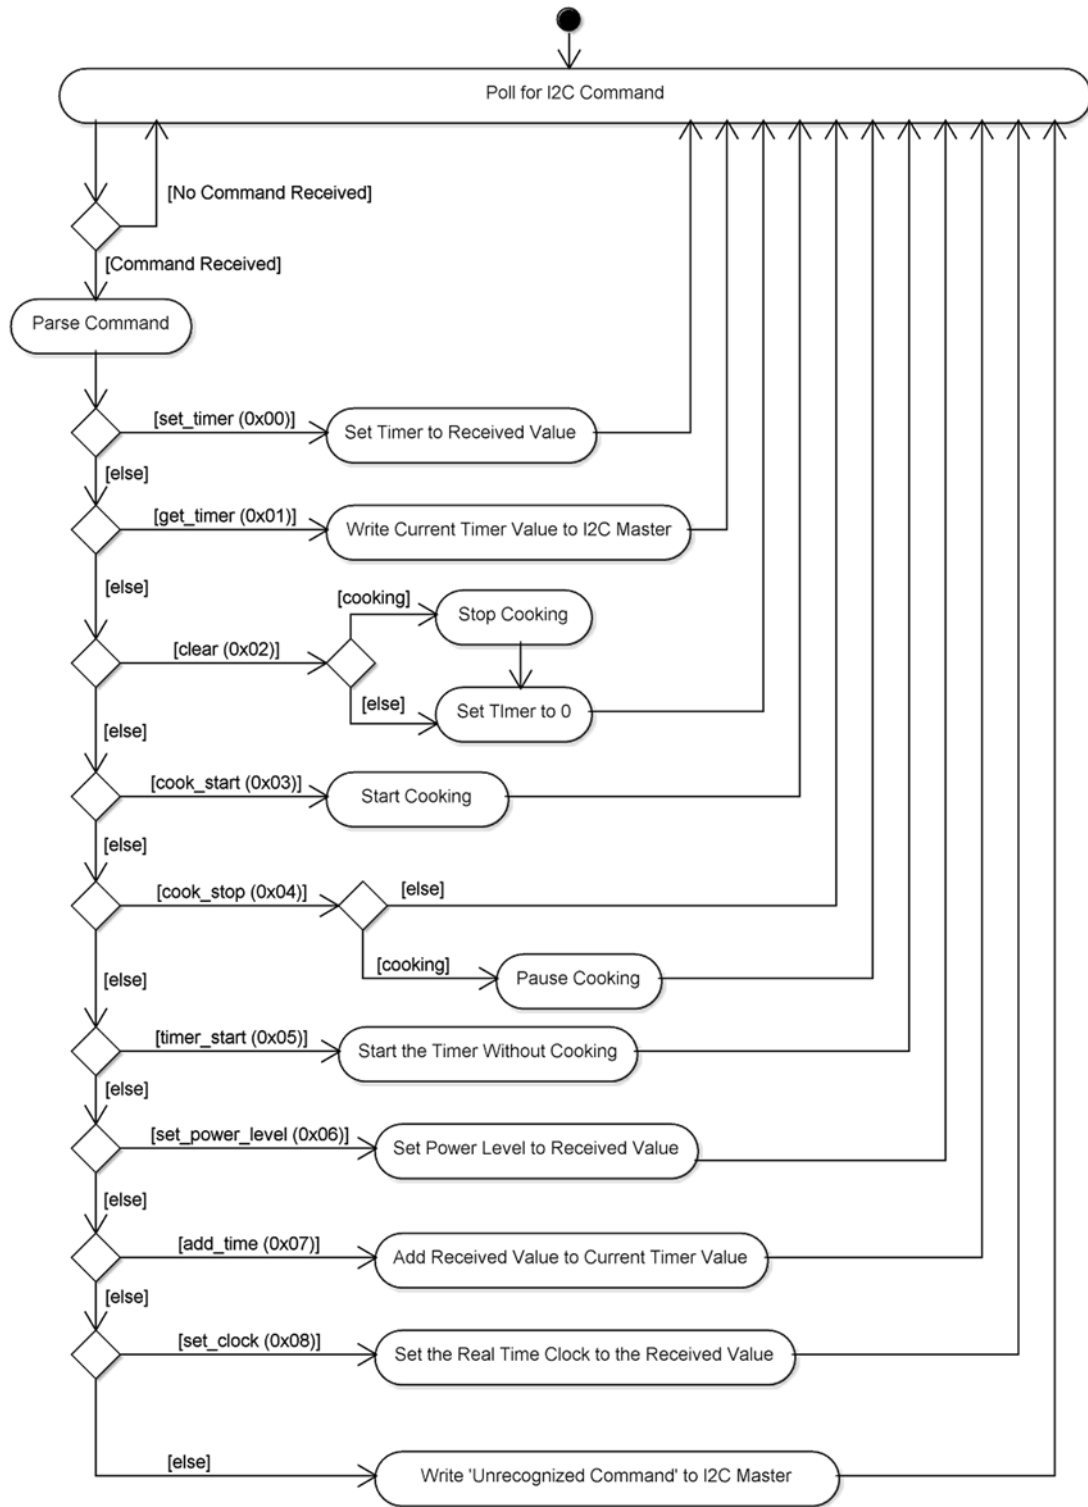 Poll for I2C Command
[No Command Received]
[Command Received]
Parse Command
[set_timer (0x00)]
Set Timer to Received Value
[else]
[get_timer (0x01)]
Write Current Timer Value to I2C Master
[else]
[cooking]
Stop Cooking
[clear (0x02)]
[else]
Set TImer to 0
[else]
[cook_start (0x03)]
Start Cooking
[else]
[cook_stop (0x04)]
[else]
[cooking]
Pause Cooking
[else]
[timer_start (0x05)]
Start the Timer Without Cooking
[else]
[set_power_level (0x06)]
Set Power Level to Received Value
[else]
[add_time (0x07)]
Add Received Value to Current Timer Value
[else]
[set_clock (0x08)]
Set the Real Time Clock to the Received Value
[else]
Write 'Unrecognized Command' to I2C Master